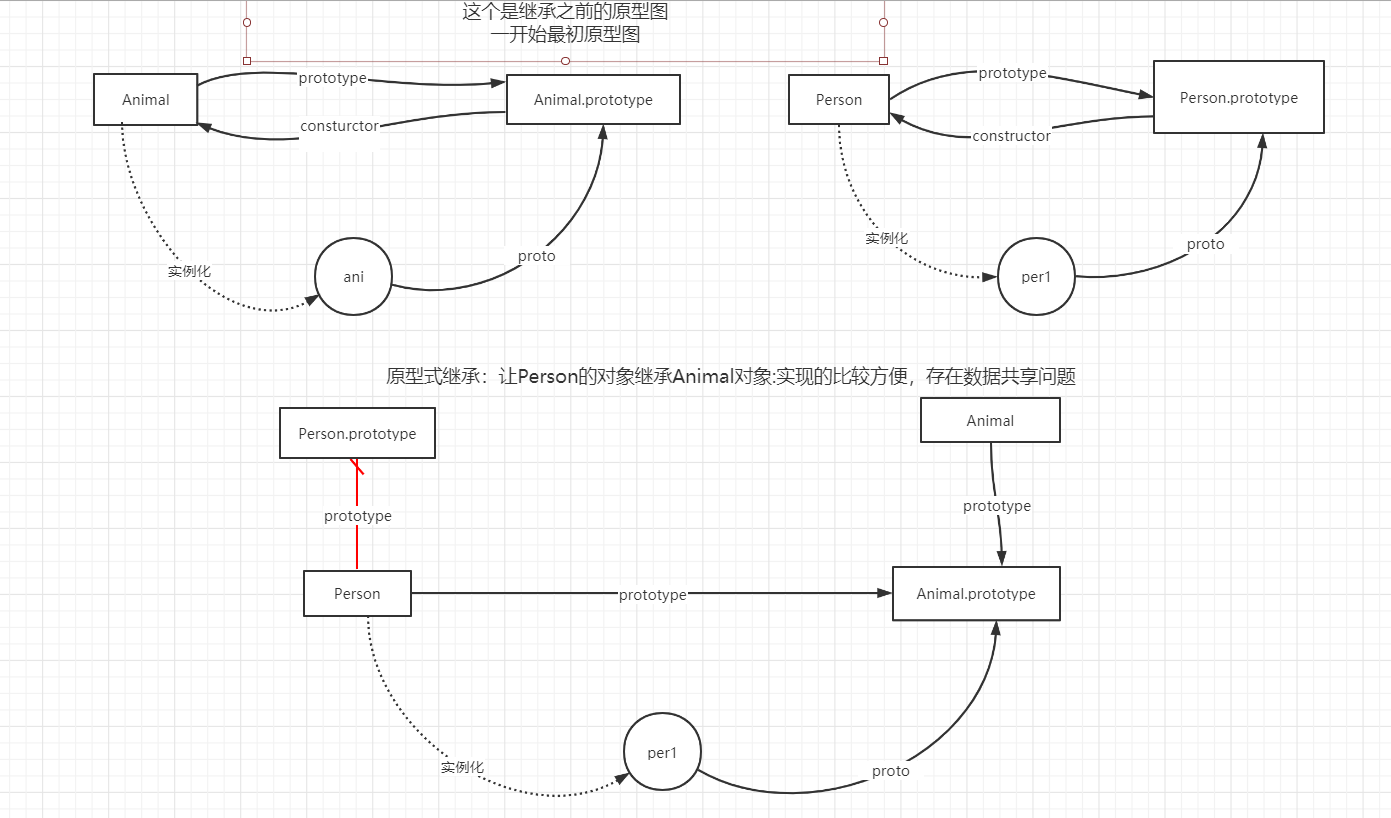 这个是继承之前的原型图
一开始最初原型图
prototype
Animal
Animal.prototype
consturctor
实例化
ani
proto
prototype
Person
Person.prototype
constructor
实例化
per1
proto
原型式继承：让Person的对象继承Animal对象:实现的比较方便，存在数据共享问题
Person.prototype
Animal
prototype
prototype
Person
prototype
Animal.prototype
实例化
per1
proto